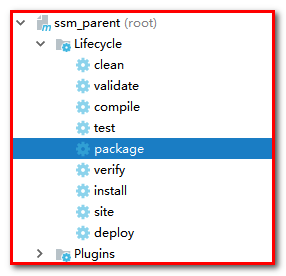 ssm_parent (root)
Lifecycle
clean
validate
compile
test
package
verify
install
site
deploy
Plugins